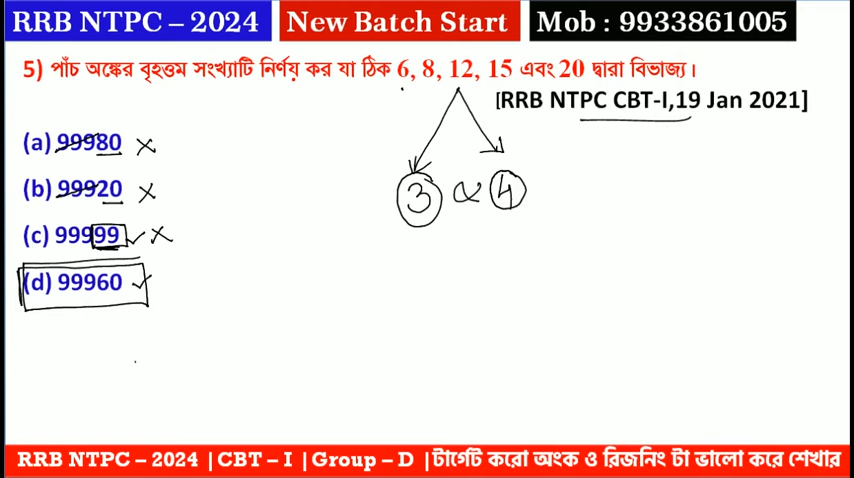 RRB NTPC – 2024 New Batch Start Mob : 9933861005
5) পাঁচ অঙ্কের বৃহত্তম সংখ্যাটি নির্ণয় কর যা ঠিক 6, 8, 12, 15 এবং 20 দ্বারা বিভাজ্য।
[RRB NTPC CBT-I,19 Jan 2021]
(a) 99980
(b) 99920
3 4
(c) 99999
(d) 99960
RRB NTPC – 2024 |CBT – I |Group – D |টার্গেট করো অংক ও রিজনিং টা ভালো করে শেখার